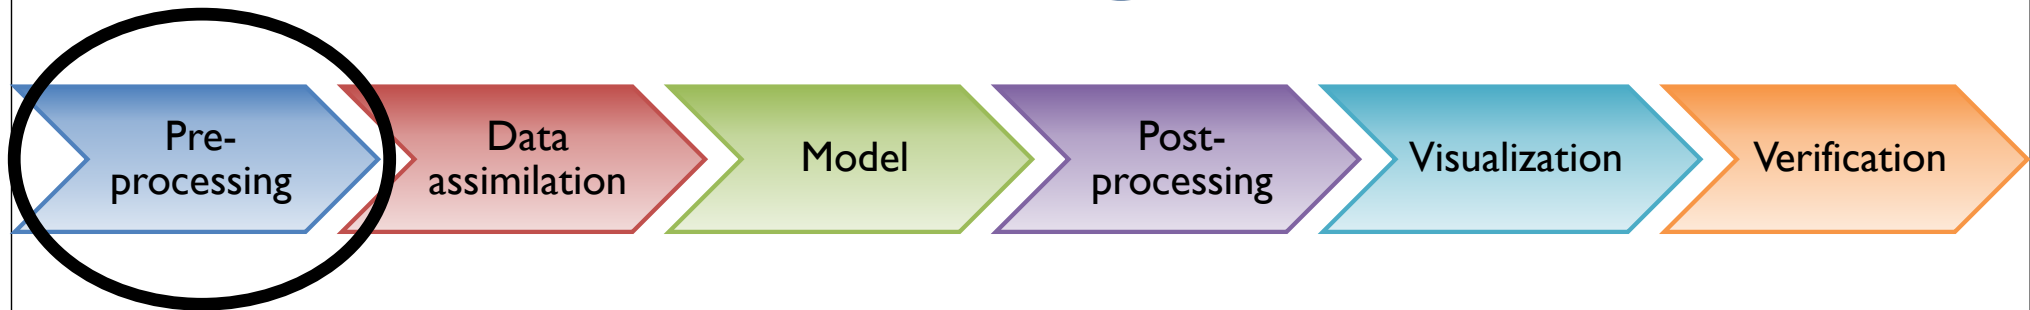 Pre-
processing
Data
assimilation
Model
Post-
processing
Visualization
Verification